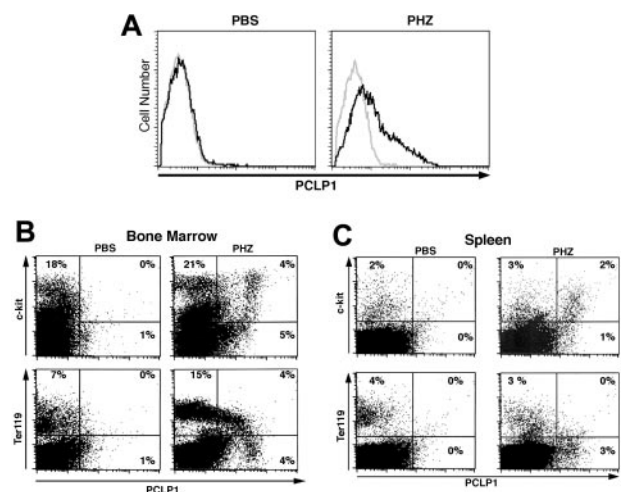 A
PBS
PHZ
Cell Number
PCLP1
B
Bone Marrow
PBS
PHZ
c-kit
18%
0%
1%
21%
4%
5%
Ter119
7%
0%
1%
15%
4%
4%
PCLP1
C
Spleen
PBS
PHZ
c-kit
2%
0%
0%
3%
2%
1%
Ter119
4%
0%
0%
3 %
0%
3%
PCLP1